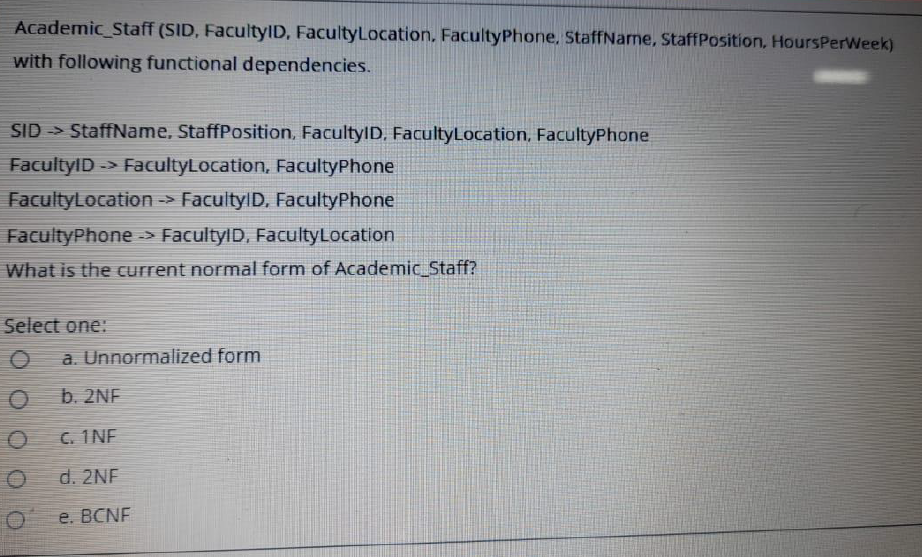 Academic_Staff (SID, FacultyID, FacultyLocation, FacultyPhone, StaffName, StaffPosition, HoursPerWeek)
with following functional dependencies.
SID -> StaffName, StaffPosition, FacultyID, FacultyLocation, FacultyPhone
FacultyID -> FacultyLocation, FacultyPhone
FacultyLocation -> FacultyID, FacultyPhone
FacultyPhone -> FacultyID, FacultyLocation
What is the current normal form of Academic_Staff?
Select one:
a. Unnormalized form
b. 2NF
c. 1NF
d. 2NF
e. BCNF